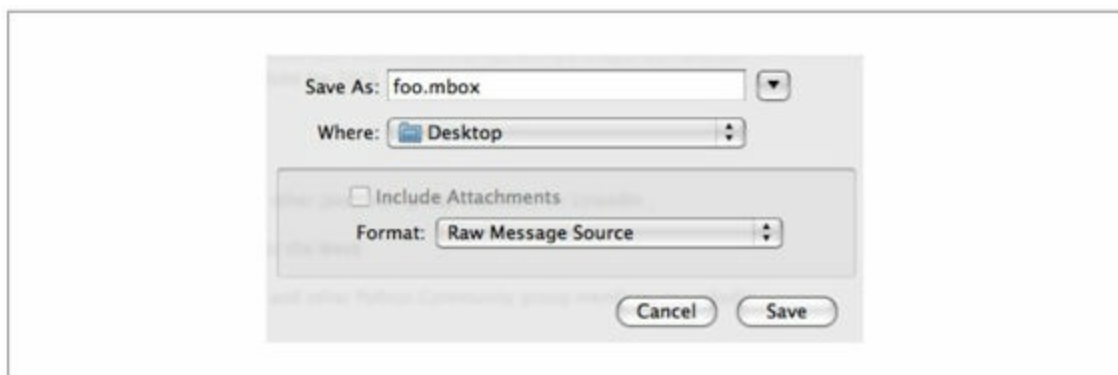 Save As: foo.mbox
Where: Desktop
Include Attachments
Format: Raw Message Source
Cancel Save